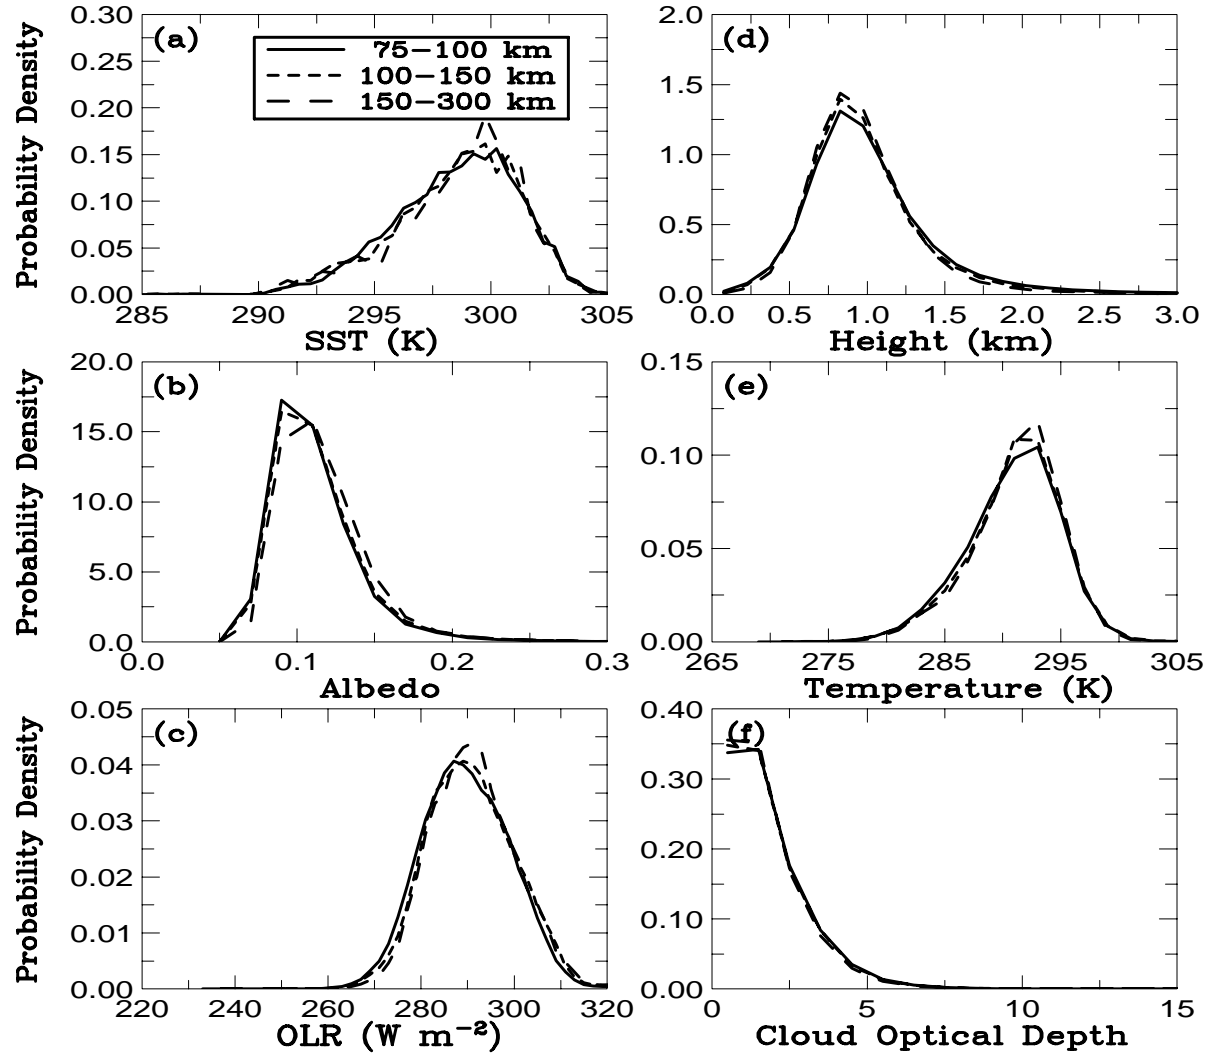 0.30
0.25
0.20
0.15
0.10
0.05
0.00
Probability Density
(a)
75–100 km
100–150 km
150–300 km
285 290 295 300 305
SST (K)
2.0
1.5
1.0
0.5
0.0
(d)
0.0 0.5 1.0 1.5 2.0 2.5 3.0
Height (km)
20.0
15.0
10.0
5.0
0.0
Probability Density
(b)
0.0 0.1 0.2 0.3
Albedo
0.15
0.10
0.05
0.00
(e)
265 275 285 295 305
Temperature (K)
0.05
0.04
0.03
0.02
0.01
0.00
Probability Density
(c)
220 240 260 280 300 320
OLR (W m⁻²)
0.40
0.30
0.20
0.10
0.00
(f)
0 5 10 15
Cloud Optical Depth